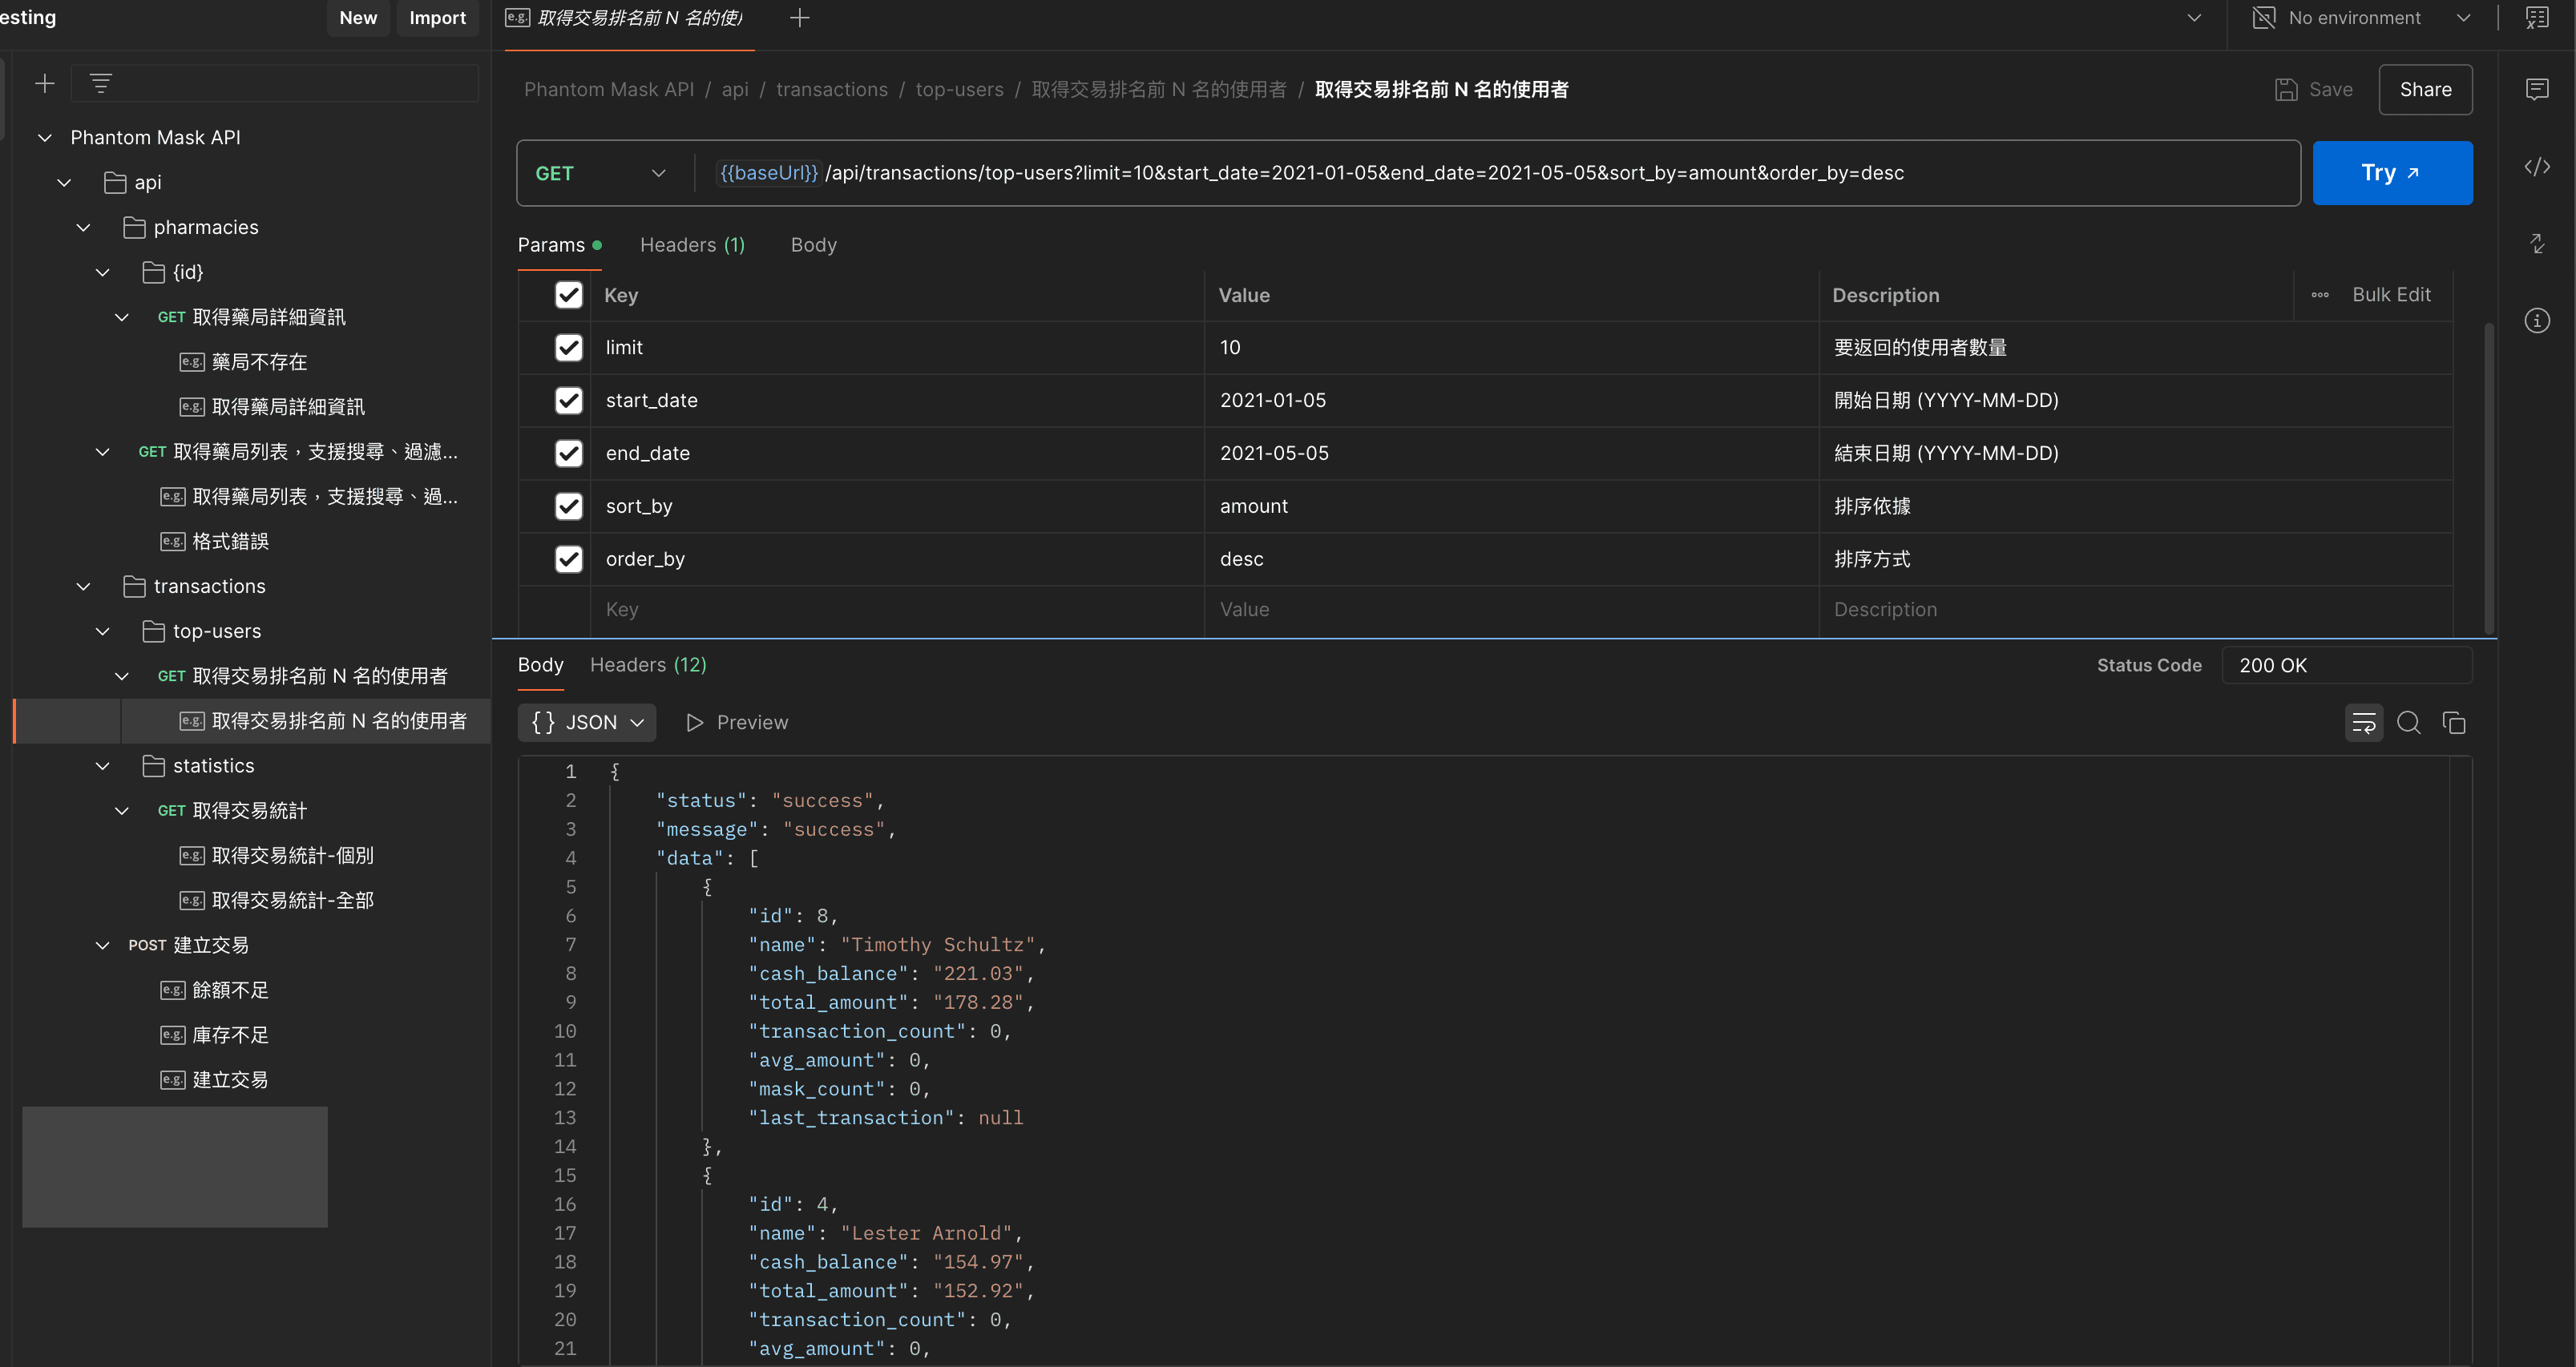 esting
New
Import
e.g. 取得交易排名前 N 名的使
No environment
Phantom Mask API
api
pharmacies
{id}
GET 取得藥局詳細資訊
e.g. 藥局不存在
e.g. 取得藥局詳細資訊
GET 取得藥局列表，支援搜尋、過濾...
e.g. 取得藥局列表，支援搜尋、過...
e.g. 格式錯誤
transactions
top-users
GET 取得交易排名前 N 名的使用者
e.g. 取得交易排名前 N 名的使用者
statistics
GET 取得交易統計
e.g. 取得交易統計-個別
e.g. 取得交易統計-全部
POST 建立交易
e.g. 餘額不足
e.g. 庫存不足
e.g. 建立交易
Phantom Mask API / api / transactions / top-users / 取得交易排名前 N 名的使用者 / 取得交易排名前 N 名的使用者
Save
Share
GET
{{baseUrl}} /api/transactions/top-users?limit=10&start_date=2021-01-05&end_date=2021-05-05&sort_by=amount&order_by=desc
Try
Params
Headers (1)
Body
Key Value Description Bulk Edit
limit 10 要返回的使用者數量
start_date 2021-01-05 開始日期 (YYYY-MM-DD)
end_date 2021-05-05 結束日期 (YYYY-MM-DD)
sort_by amount 排序依據
order_by desc 排序方式
Key Value Description
Body
Headers (12)
Status Code 200 OK
{} JSON
Preview
1 {
2 "status": "success",
3 "message": "success",
4 "data": [
5 {
6 "id": 8,
7 "name": "Timothy Schultz",
8 "cash_balance": "221.03",
9 "total_amount": "178.28",
10 "transaction_count": 0,
11 "avg_amount": 0,
12 "mask_count": 0,
13 "last_transaction": null
14 },
15 {
16 "id": 4,
17 "name": "Lester Arnold",
18 "cash_balance": "154.97",
19 "total_amount": "152.92",
20 "transaction_count": 0,
21 "avg_amount": 0,